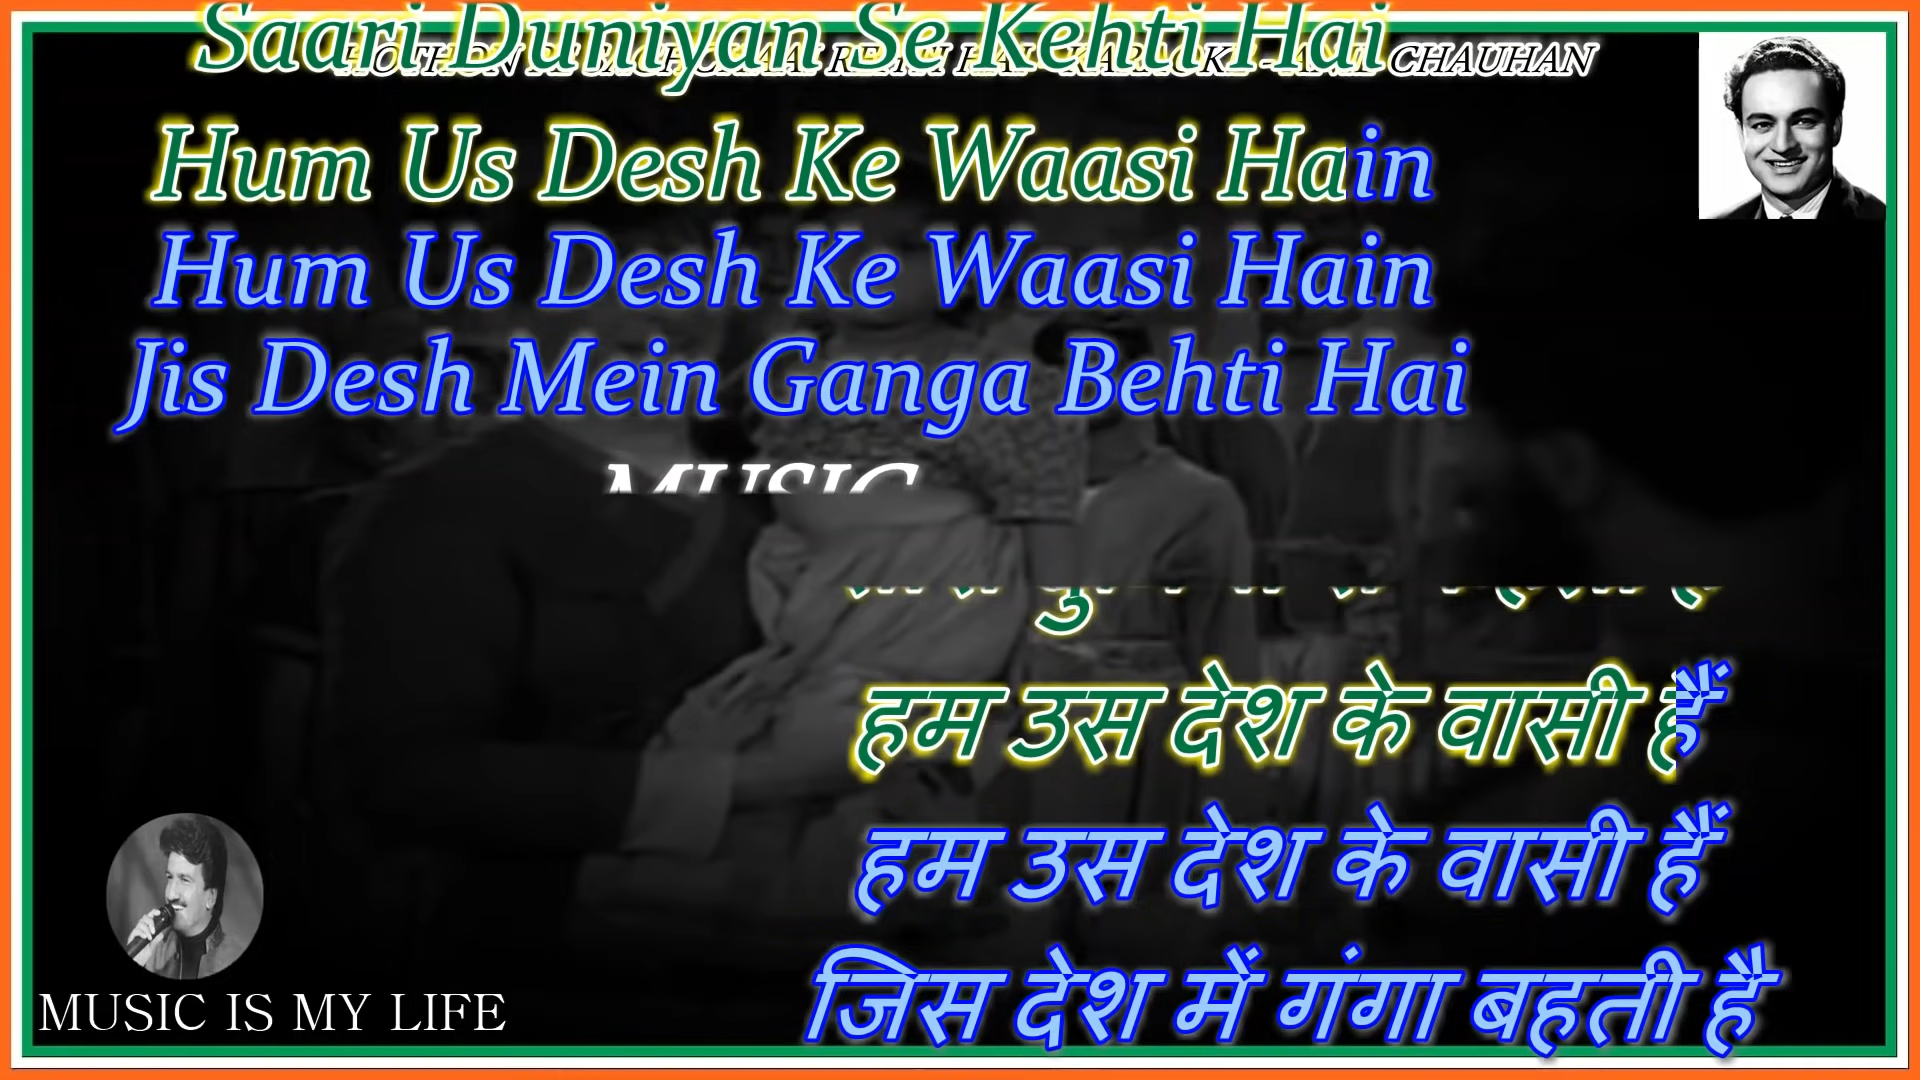 Saari Duniyan Se Kehti Hai
CHAUHAN
Hum Us Desh Ke Waasi Hain
Hum Us Desh Ke Waasi Hain
Jis Desh Mein Ganga Behti Hai
MUSIC
हम उस देश के वासी हैं
हम उस देश के वासी हैं
जिस देश में गंगा बहती है
MUSIC IS MY LIFE